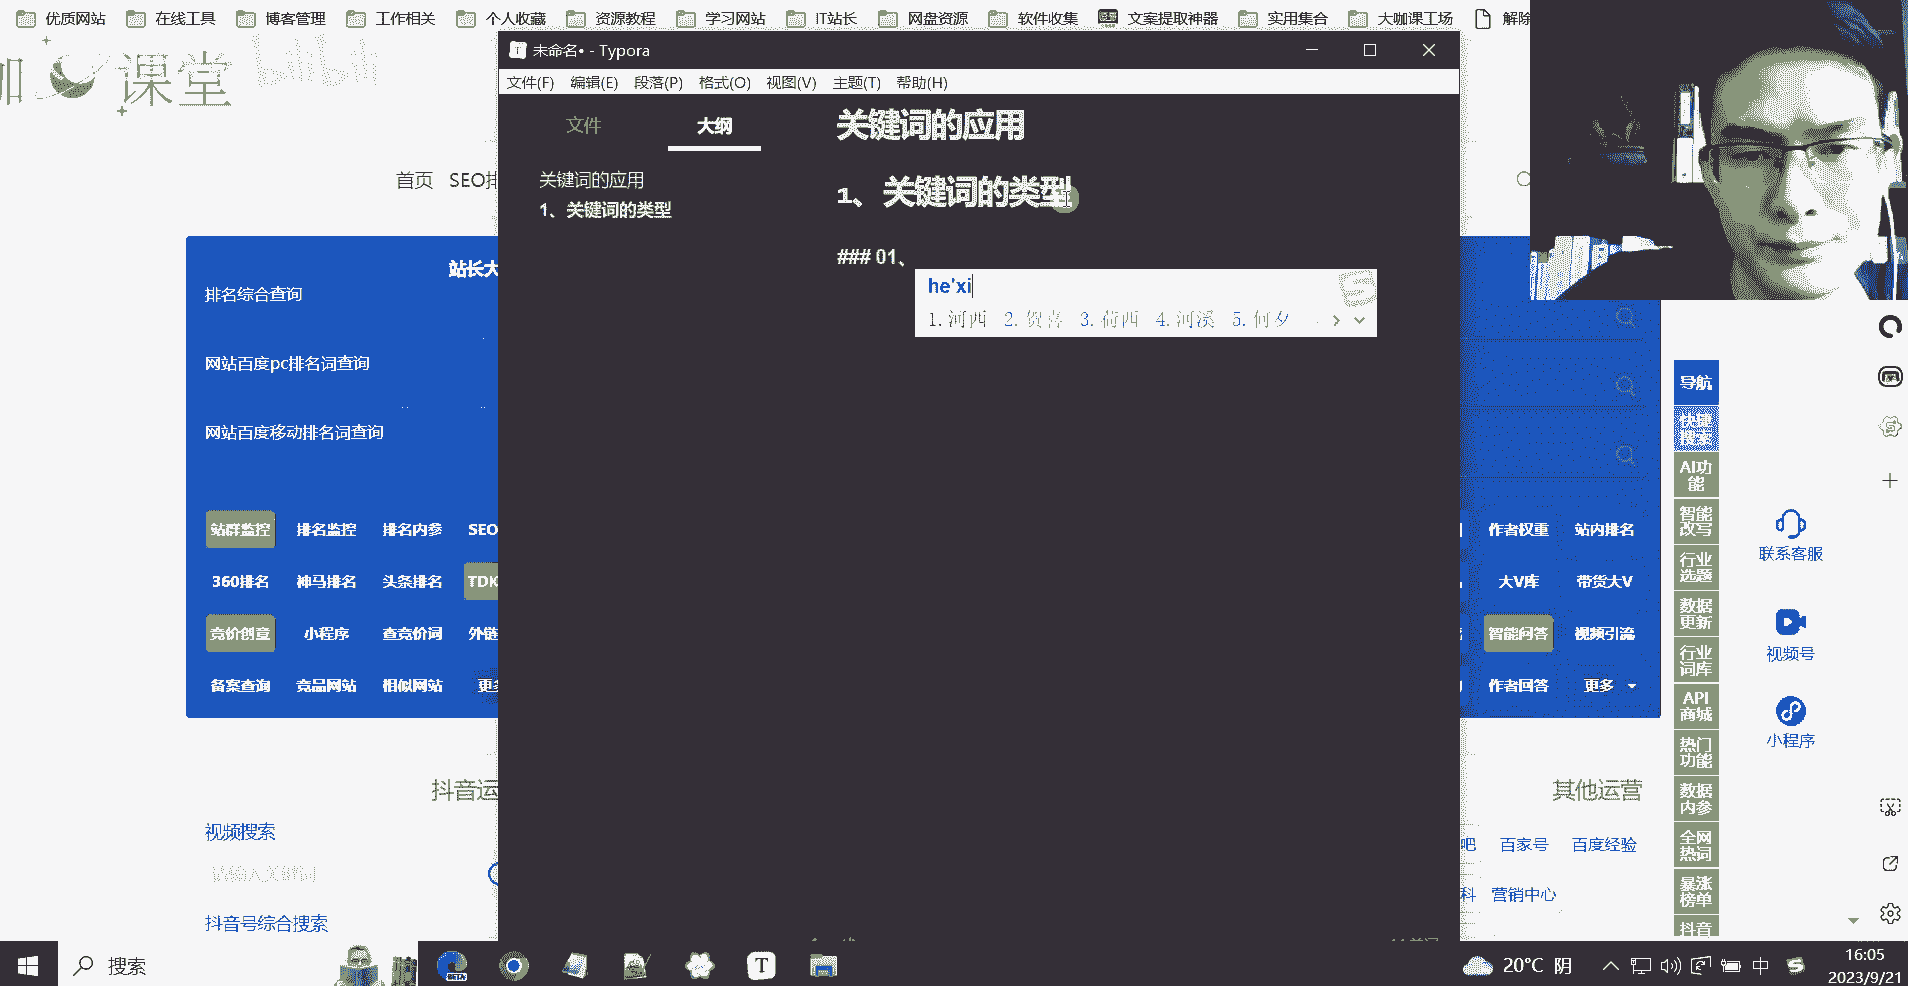 优质网站 在线工具 博客管理 工作相关 个人收藏 资源教程 学习网站 IT站长 网盘资源 软件收集 文案提取神器 实用集合 大咖课工场 解除
咖 课堂 bilibili
未命名• - Typora
文件(F) 编辑(E) 段落(P) 格式(O) 视图(V) 主题(T) 帮助(H)
文件 大纲
关键词的应用
1、关键词的类型
关键词的应用
1、关键词的类型
### 01、
he'xi
1. 河西 2. 贺喜 3. 荷西 4. 河溪 5. 何夕
首页 SEO排
站长大
排名综合查询
网站百度pc排名词查询
网站百度移动排名词查询
站群监控 排名监控 排名内参 SEO
360排名 神马排名 头条排名 TDK
竞价创意 小程序 查竞价词 外链
备案查询 竞品网站 相似网站 更多
作者权重 站内排名
大V库 带货大V
智能问答 视频引流
作者回答 更多
抖音运
视频搜索
请输入关键词
抖音号综合搜索
其他运营
吧 百家号 百度经验
科 营销中心
导航
快捷
搜索
AI功
能
智能
改写
行业
选题
数据
更新
行业
词库
API
商城
热门
功能
数据
内参
全网
热词
暴涨
榜单
抖音
联系客服
视频号
小程序
搜索
BETA
T
20°C 阴
中
16:05
2023/9/21